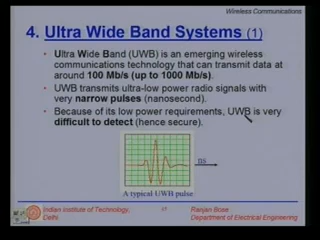 Wireless Communications
4. Ultra Wide Band Systems (1)
• Ultra Wide Band (UWB) is an emerging wireless
communications technology that can transmit data at
around 100 Mb/s (up to 1000 Mb/s).
• UWB transmits ultra-low power radio signals with
very narrow pulses (nanosecond).
• Because of its low power requirements, UWB is very
difficult to detect (hence secure).
ns
A typical UWB pulse
Indian Institute of Technology,
Delhi
Ranjan Bose
Department of Electrical Engineering